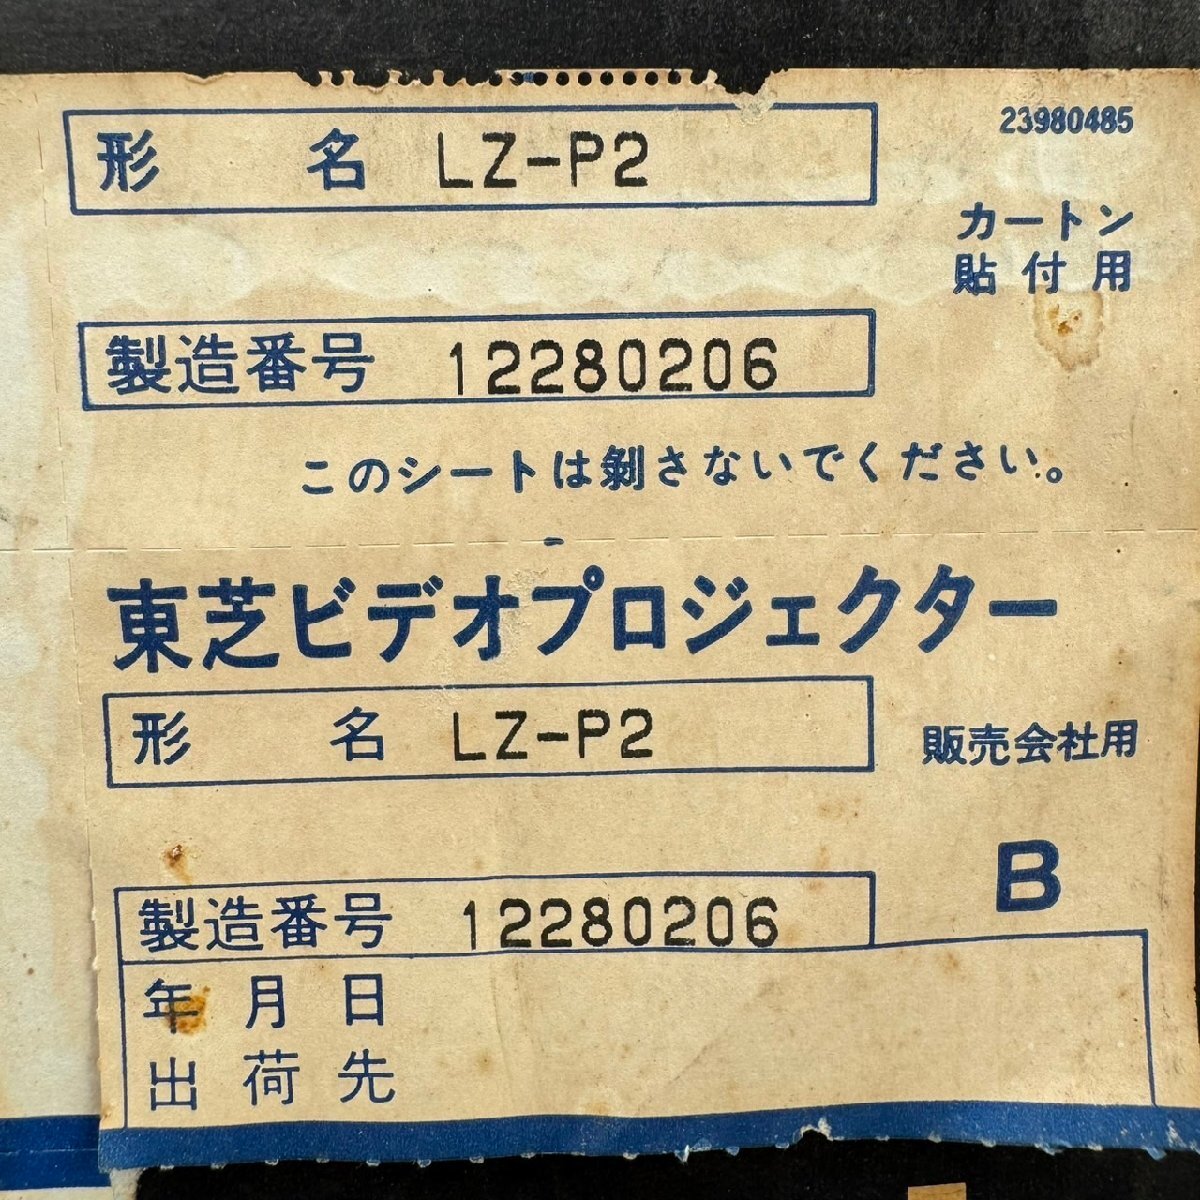 23980485
形名 LZ-P2
カートン
貼付用
製造番号 12280206
このシートは剝さないでください。
東芝ビデオプロジェクター
形名 LZ-P2
販売会社用
B
製造番号 12280206
年月日
出荷先